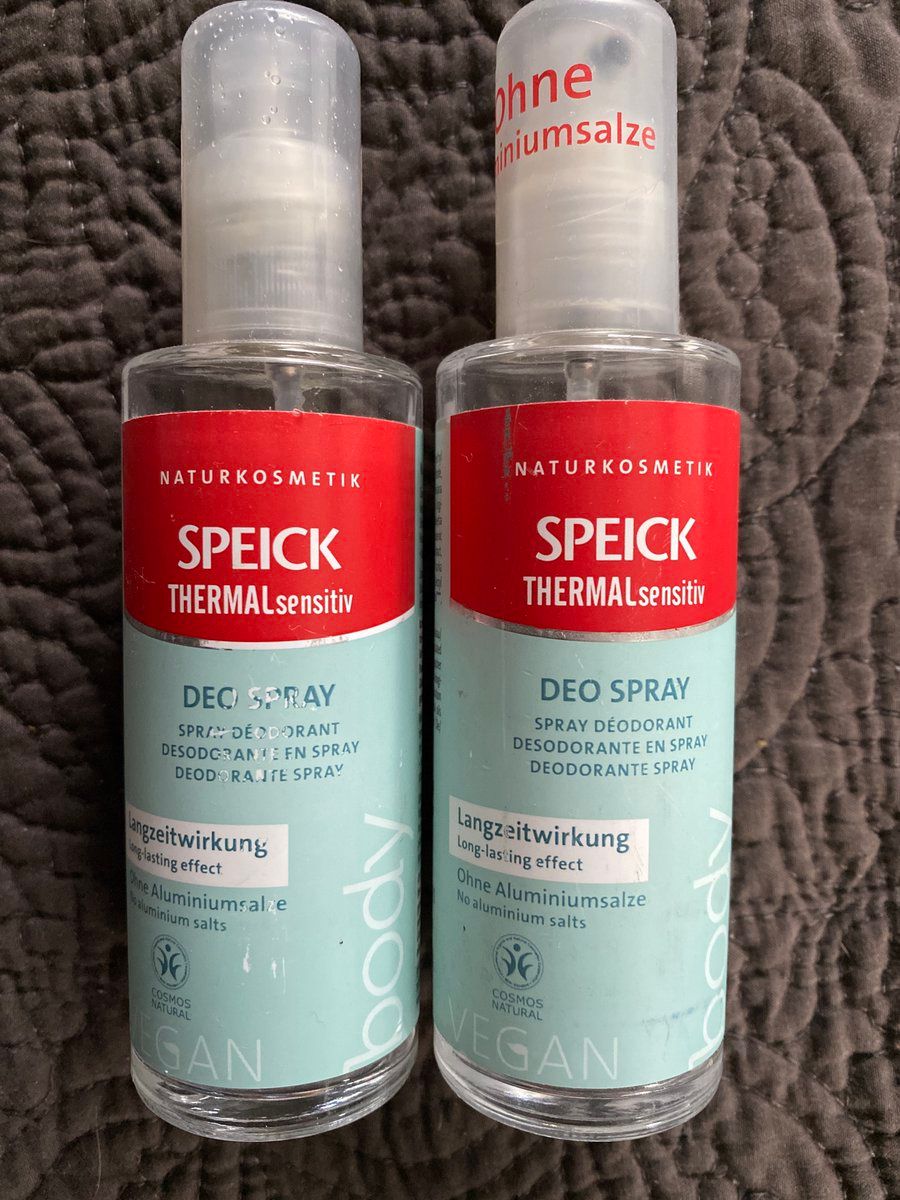 NATURKOSMETIK
SPEICK
THERMALsensitiv
DEO SPRAY
SPRAY DÉODORANT
DESODORANTE EN SPRAY
DEODORANTE SPRAY
Langzeitwirkung
Long-lasting effect
Ohne Aluminiumsalze
No aluminium salts
COSMOS
NATURAL
VEGAN
body
Ohne
miniumsalze
NATURKOSMETIK
SPEICK
THERMALsensitiv
DEO SPRAY
SPRAY DÉODORANT
DESODORANTE EN SPRAY
DEODORANTE SPRAY
Langzeitwirkung
Long-lasting effect
Ohne Aluminiumsalze
No aluminium salts
COSMOS
NATURAL
VEGAN
body